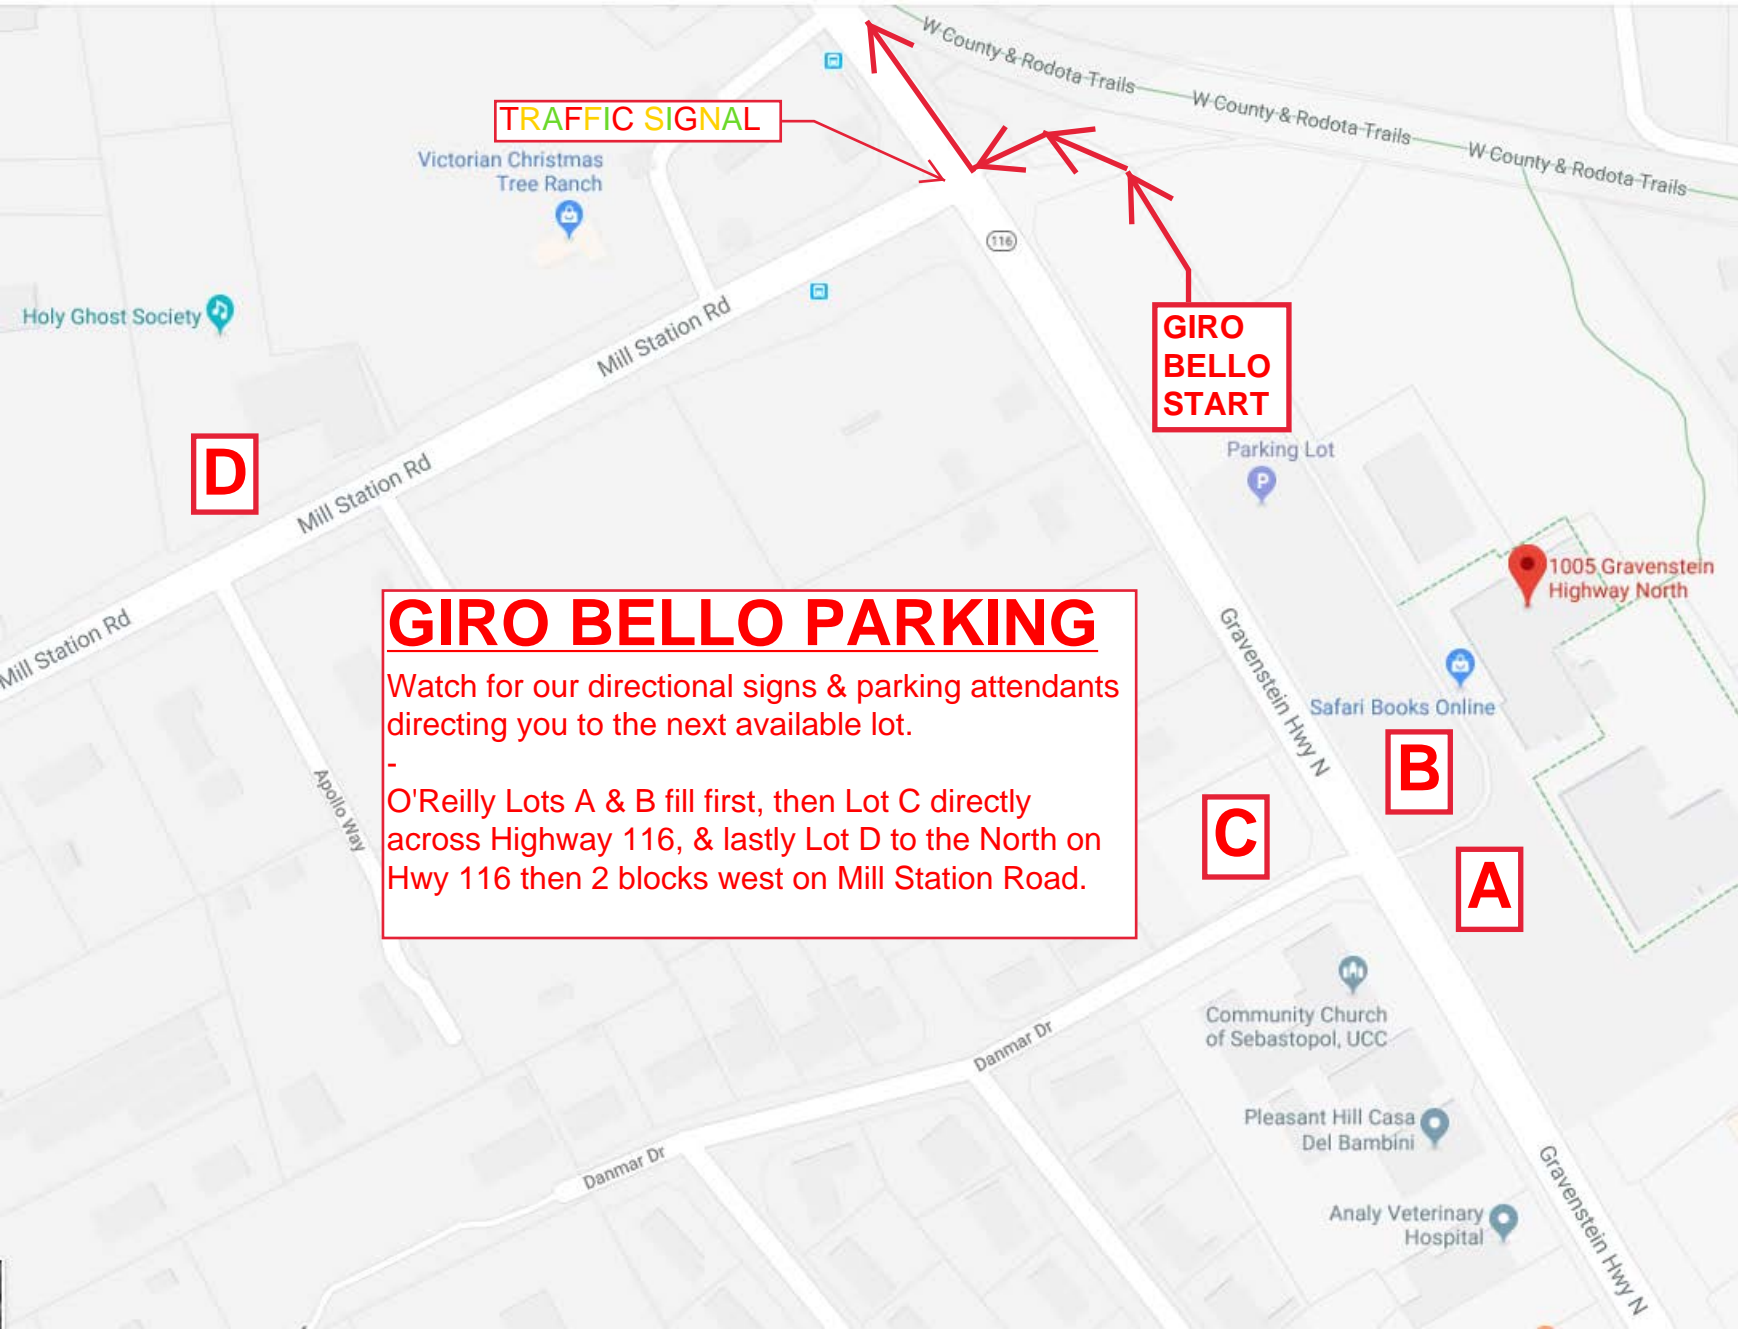 W County & Rodota Trails
W County & Rodota Trails
W County & Rodota Trails
TRAFFIC SIGNAL
Victorian Christmas
Tree Ranch
116
Holy Ghost Society
Mill Station Rd
GIRO
BELLO
START
D
Mill Station Rd
Parking Lot
P
1005 Gravenstein
Highway North
Mill Station Rd
GIRO BELLO PARKING
Watch for our directional signs & parking attendants
directing you to the next available lot.
-
O'Reilly Lots A & B fill first, then Lot C directly
across Highway 116, & lastly Lot D to the North on
Hwy 116 then 2 blocks west on Mill Station Road.
Gravenstein Hwy N
Safari Books Online
B
Apollo Way
C
A
Community Church
of Sebastopol, UCC
Danmar Dr
Pleasant Hill Casa
Del Bambini
Danmar Dr
Analy Veterinary
Hospital
Gravenstein Hwy N